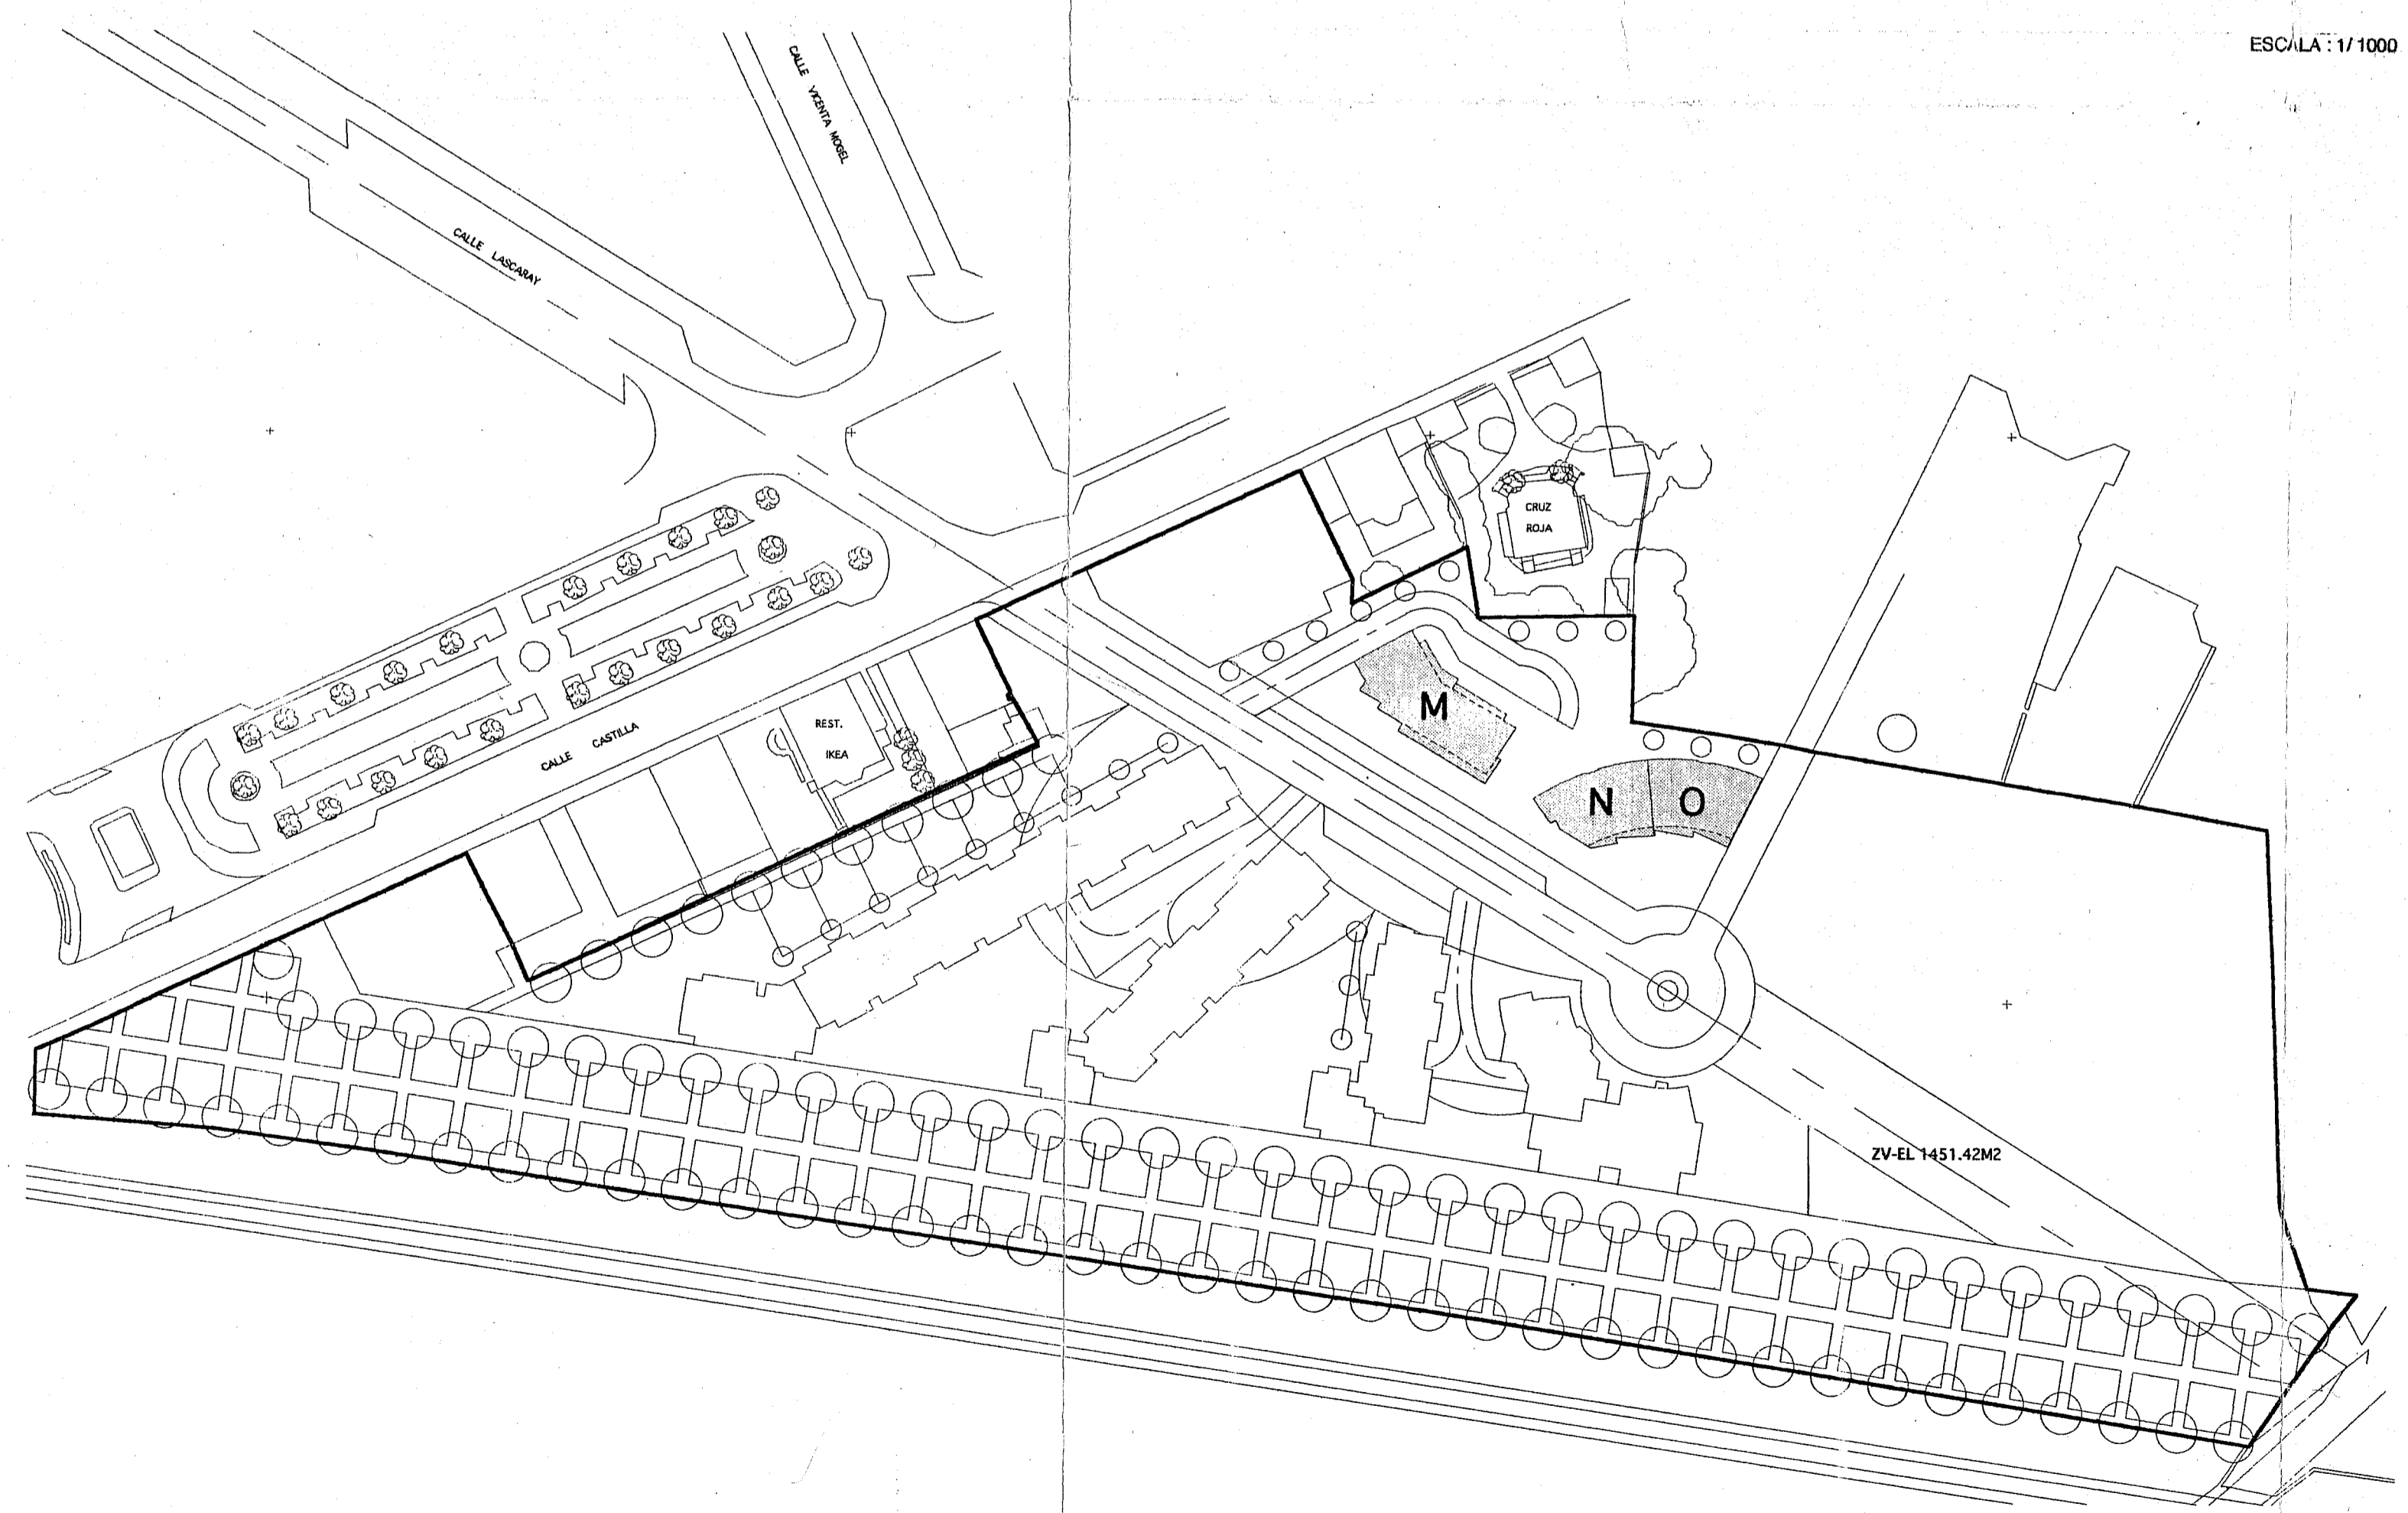 ESCALA : 1/1000
CALLE VICENTA MOGEL
CALLE LASCARAY
CRUZ
ROJA
M
REST.
IKEA
CALLE CASTILLA
N
O
ZV-EL 1451.42M2